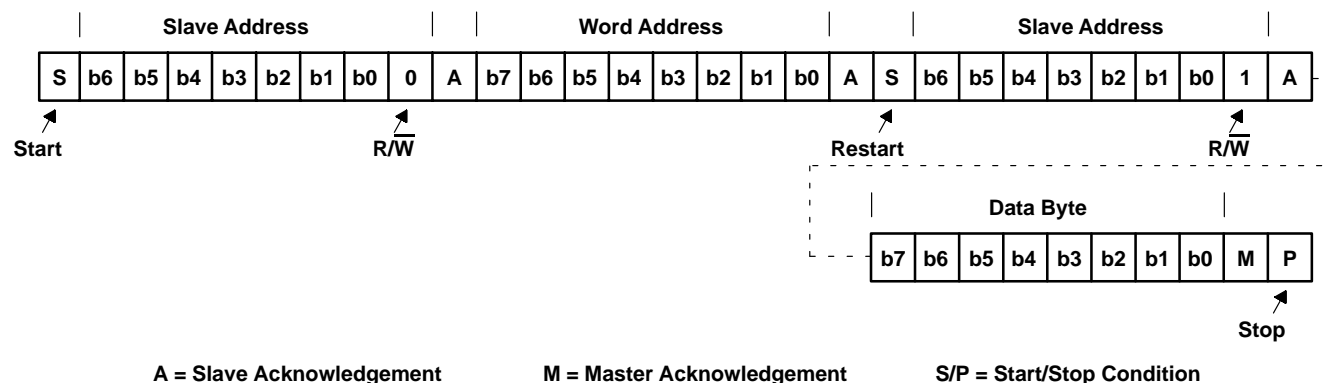 Slave Address Word Address Slave Address
S b6 b5 b4 b3 b2 b1 b0 0 A b7 b6 b5 b4 b3 b2 b1 b0 A S b6 b5 b4 b3 b2 b1 b0 1 A
Start R/W̅ Restart R/W̅
Data Byte
b7 b6 b5 b4 b3 b2 b1 b0 M P
Stop
A = Slave Acknowledgement M = Master Acknowledgement S/P = Start/Stop Condition